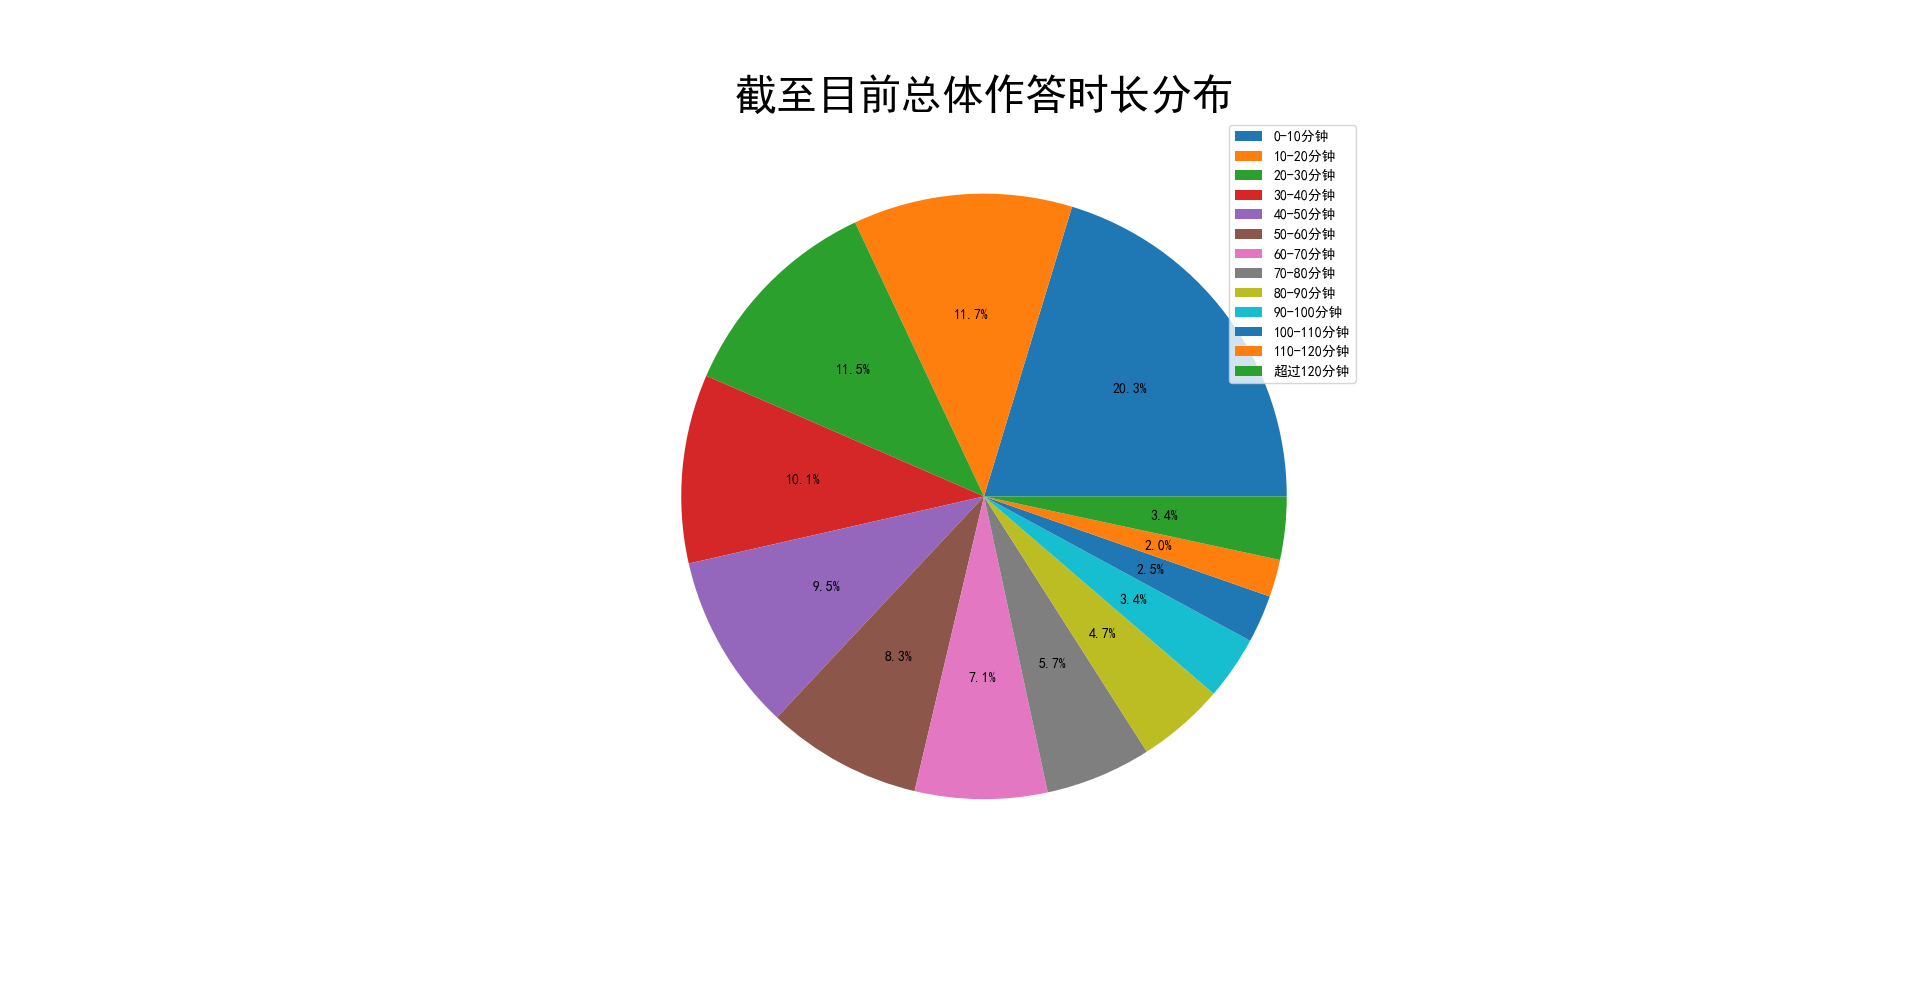 截至目前总体作答时长分布
0-10分钟
10-20分钟
20-30分钟
30-40分钟
40-50分钟
50-60分钟
60-70分钟
70-80分钟
80-90分钟
90-100分钟
100-110分钟
110-120分钟
超过120分钟
20.3%
11.7%
11.5%
10.1%
9.5%
8.3%
7.1%
5.7%
4.7%
3.4%
2.5%
2.0%
3.4%